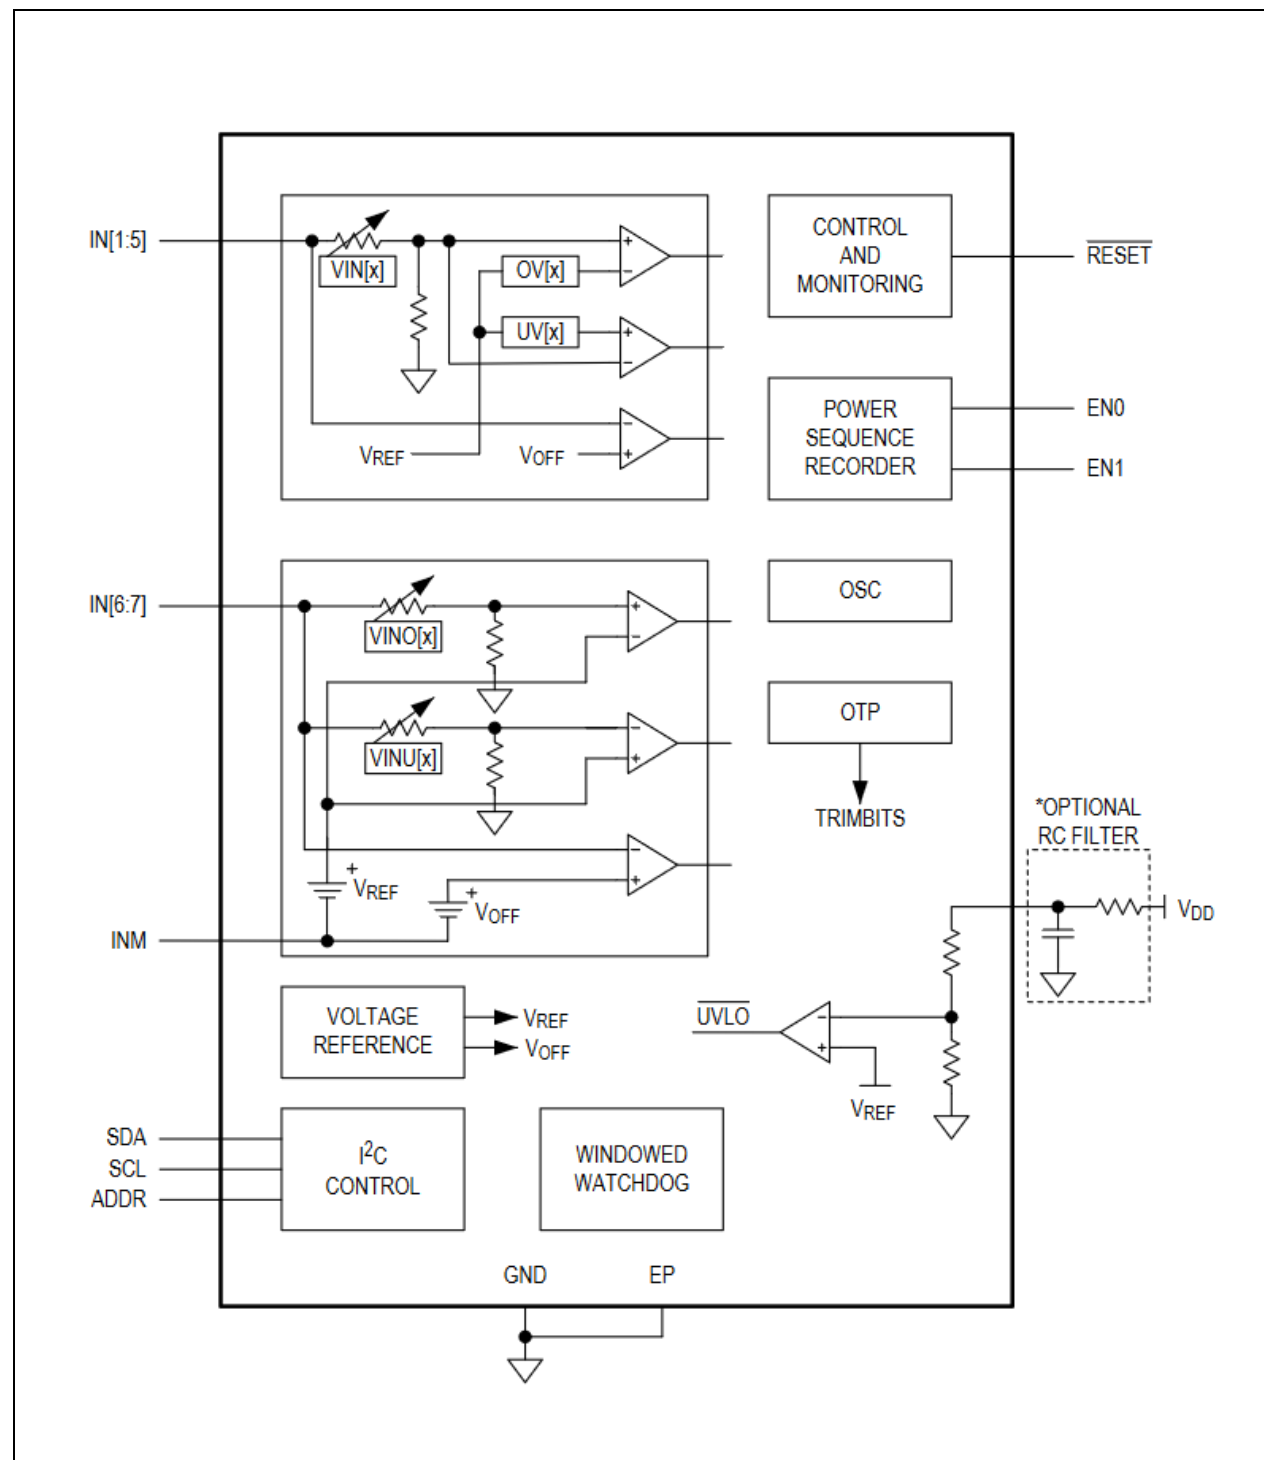 IN[1:5]
VIN[x]
OV[x]
UV[x]
+
−
+
−
−
+
VREF
VOFF
CONTROL
AND
MONITORING
RESET
POWER
SEQUENCE
RECORDER
EN0
EN1
IN[6:7]
VINO[x]
+
−
VINU[x]
−
+
−
+
+
VREF
+
VOFF
INM
OSC
OTP
TRIMBITS
*OPTIONAL
RC FILTER
VDD
VOLTAGE
REFERENCE
VREF
VOFF
UVLO
−
+
VREF
SDA
SCL
ADDR
I²C
CONTROL
WINDOWED
WATCHDOG
GND
EP